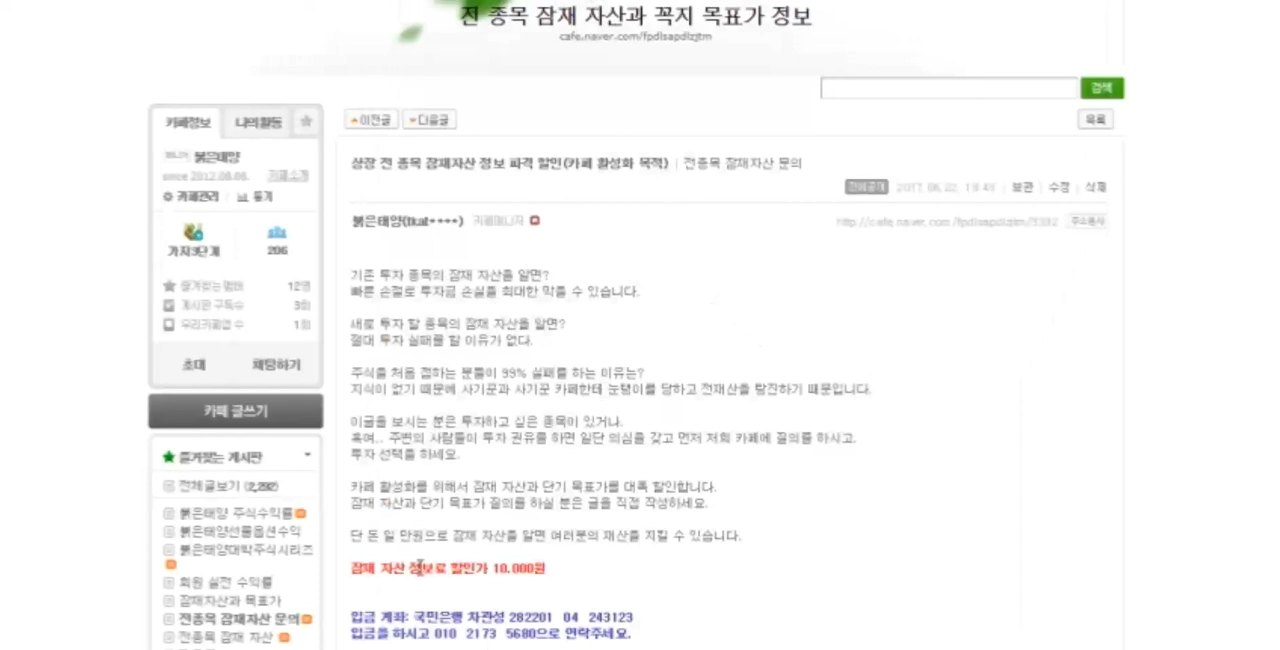 전 종목 잠재 자산과 꼭지 목표가 정보
cafe.naver.com/fpdlsapdlzjtm
검색
카페정보 나의활동
이전글 다음글 목록
상장 전 종목 잠재자산 정보 파격 할인(카페 활성화 목적) | 전종목 잠재자산 문의
매니저 붉은태양
since 2012.08.06. 카페소개
카페관리 통계
전체공개 2017.06.22. 18:49 보관 수정 삭제
붉은태양(tkat****) 카페매니저
http://cafe.naver.com/fpdlsapdlzjtm/3392 주소복사
가지3단계 206
즐겨찾는 멤버 12명
게시판 구독수 3회
우리카페앱 수 1회
초대 채팅하기
카페 글쓰기
기존 투자 종목의 잠재 자산을 알면?
빠른 손절로 투자금 손실을 최대한 막을 수 있습니다.
새로 투자 할 종목의 잠재 자산을 알면?
절대 투자 실패를 할 이유가 없다.
주식을 처음 접하는 분들이 99% 실패를 하는 이유는?
지식이 없기 때문에 사기꾼과 사기꾼 카페한테 눈탱이를 당하고 전재산을 탕진하기 때문입니다.
이글을 보시는 분은 투자하고 싶은 종목이 있거나.
혹여.. 주변의 사람들이 투자 권유를 하면 일단 의심을 갖고 먼저 저희 카페에 질의를 하시고.
투자 선택를 하세요.
카페 활성화를 위해서 잠재 자산과 단기 목표가를 대폭 할인합니다.
잠재 자산과 단기 목표가 질의를 하실 분은 글을 직접 작성하세요.
단 돈 일 만원으로 잠재 자산을 알면 여러분의 재산을 지킬 수 있습니다.
잠재 자산 정보료 할인가 10.000원
입금 계좌: 국민은행 차관성 282201 04 243123
입금를 하시고 010 2173 5680으로 연락주세요.
즐겨찾는 게시판
전체글보기 (2,292)
붉은태양 주식수익률
붉은태양선물옵션수익
붉은태양대박주식시리즈
회원 실전 수익률
잠재자산과 목표가
전종목 잠재자산 문의
전종목 잠재 자산